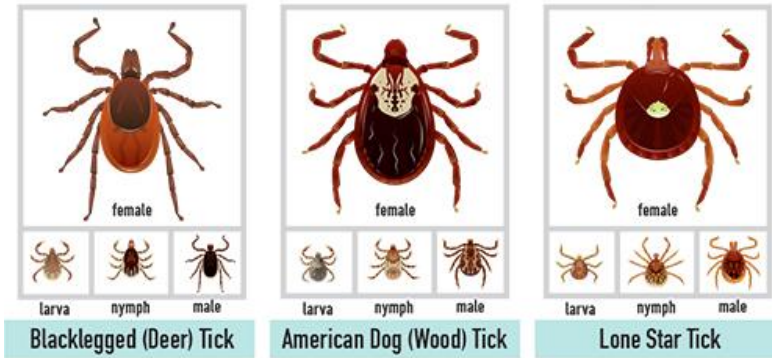 female
larva
nymph
male
Blacklegged (Deer) Tick
female
larva
nymph
male
American Dog (Wood) Tick
female
larva
nymph
male
Lone Star Tick